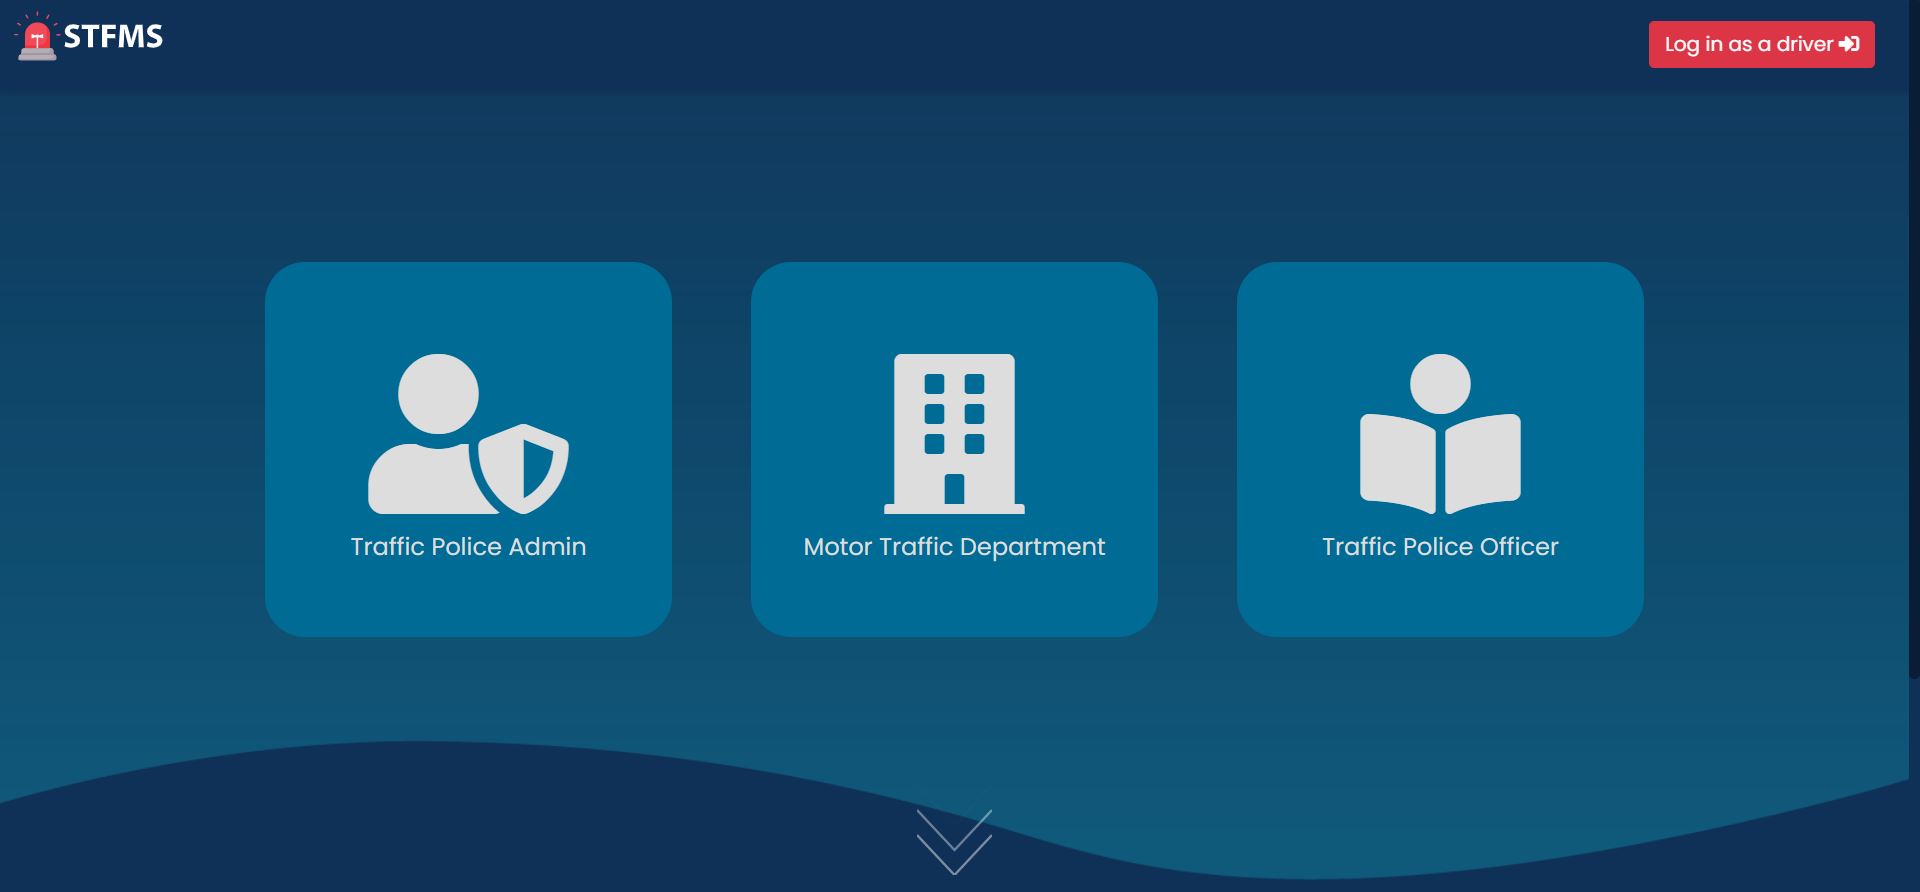 STFMS
Log in as a driver
Traffic Police Admin
Motor Traffic Department
Traffic Police Officer